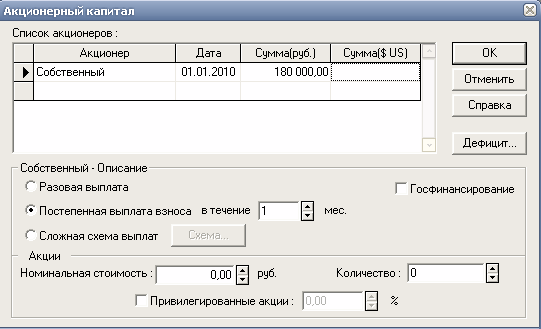 Акционерный капитал
Список акционеров :
Акционер Дата Сумма(руб.) Сумма($ US)
Собственный 01.01.2010 180 000,00
OK
Отменить
Справка
Дефицит...
Собственный - Описание
Разовая выплата Госфинансирование
Постепенная выплата взноса в течение 1 мес.
Сложная схема выплат Схема...
Акции
Номинальная стоимость : 0,00 руб. Количество : 0
Привилегированные акции : 0,00 %